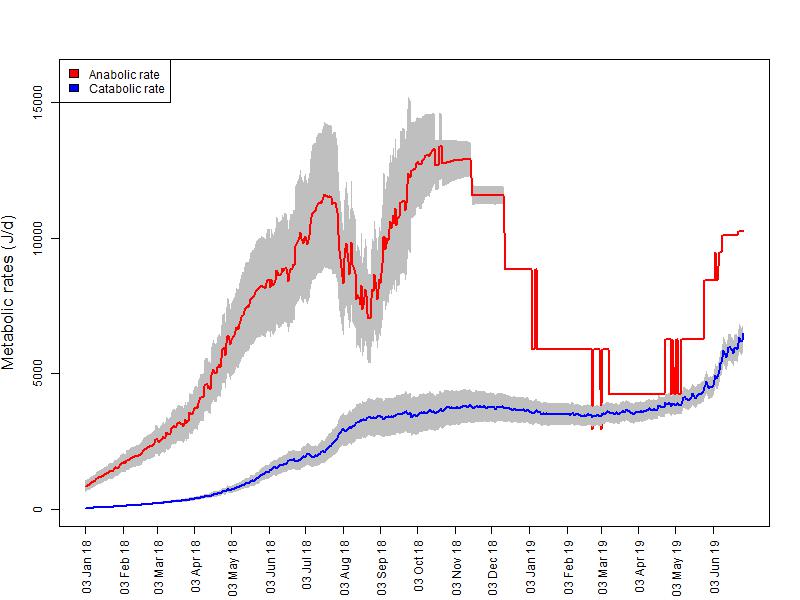 Anabolic rate
Catabolic rate
Metabolic rates (J/d)
15000
10000
5000
0
03 Jan 18
03 Feb 18
03 Mar 18
03 Apr 18
03 May 18
03 Jun 18
03 Jul 18
03 Aug 18
03 Sep 18
03 Oct 18
03 Nov 18
03 Dec 18
03 Jan 19
03 Feb 19
03 Mar 19
03 Apr 19
03 May 19
03 Jun 19